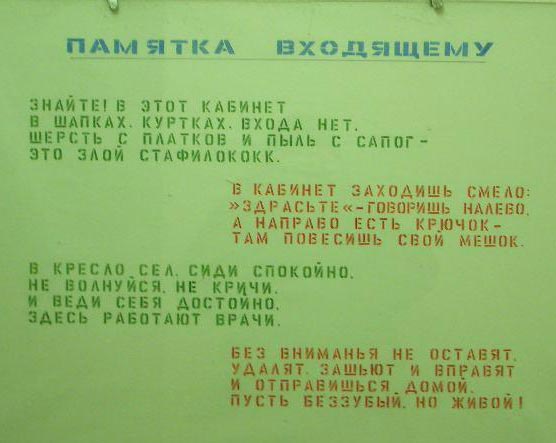 ПАМЯТКА ВХОДЯЩЕМУ
ЗНАЙТЕ! В ЭТОТ КАБИНЕТ
В ШАПКАХ, КУРТКАХ, ВХОДА НЕТ.
ШЕРСТЬ С ПЛАТКОВ И ПЫЛЬ С САПОГ –
ЭТО ЗЛОЙ СТАФИЛОКОКК.
В КАБИНЕТ ЗАХОДИШЬ СМЕЛО:
»ЗДРАСЬТЕ« – ГОВОРИШЬ НАЛЕВО,
А НАПРАВО ЕСТЬ КРЮЧОК –
ТАМ ПОВЕСИШЬ СВОЙ МЕШОК.
В КРЕСЛО СЕЛ, СИДИ СПОКОЙНО,
НЕ ВОЛНУЙСЯ, НЕ КРИЧИ.
И ВЕДИ СЕБЯ ДОСТОЙНО,
ЗДЕСЬ РАБОТАЮТ ВРАЧИ.
БЕЗ ВНИМАНЬЯ НЕ ОСТАВЯТ,
УДАЛЯТ, ЗАШЬЮТ И ВПРАВЯТ
И ОТПРАВИШЬСЯ ДОМОЙ,
ПУСТЬ БЕЗЗУБЫЙ, НО ЖИВОЙ!